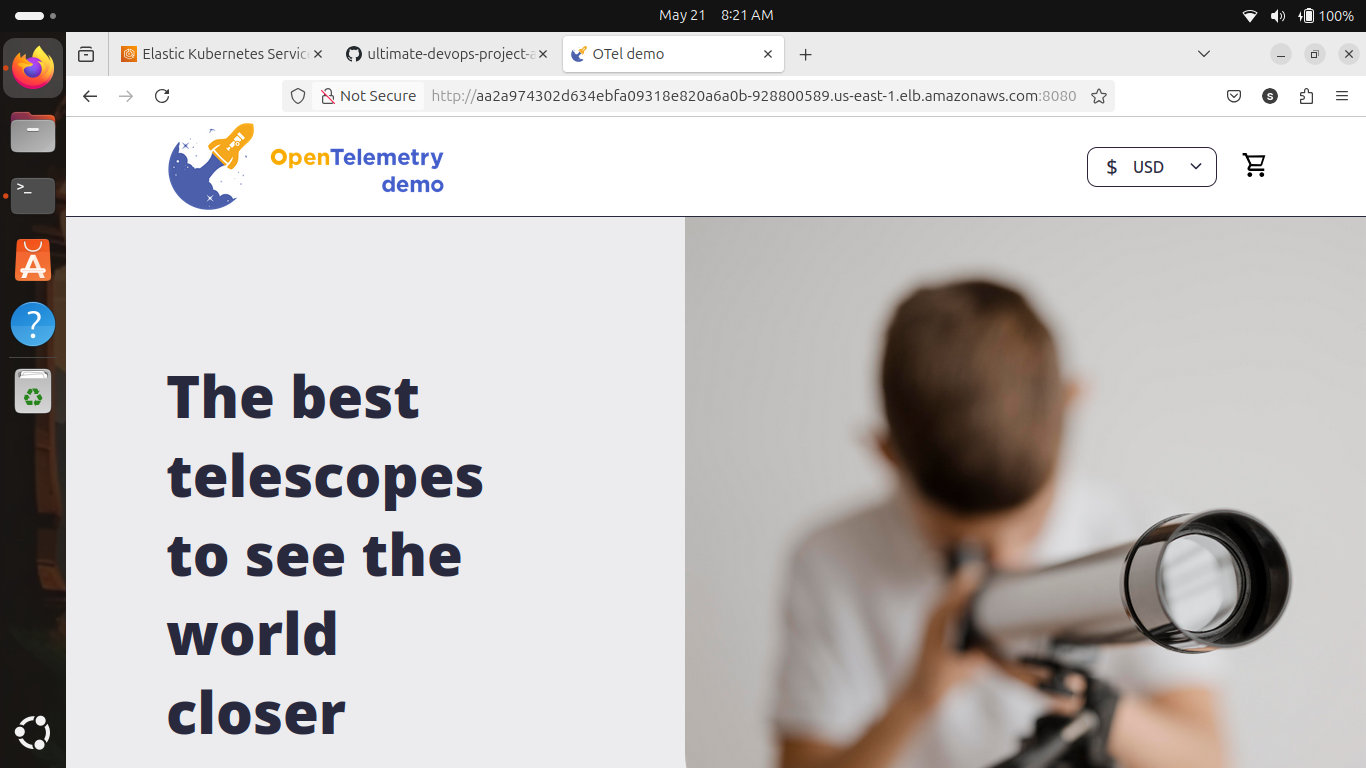 May 21 8:21 AM
100%
Elastic Kubernetes Servic
ultimate-devops-project-a
OTel demo
Not Secure
http://aa2a974302d634ebfa09318e820a6a0b-928800589.us-east-1.elb.amazonaws.com:8080
S
>_
OpenTelemetry
demo
$ USD
The best
telescopes
to see the
world
closer
A
?